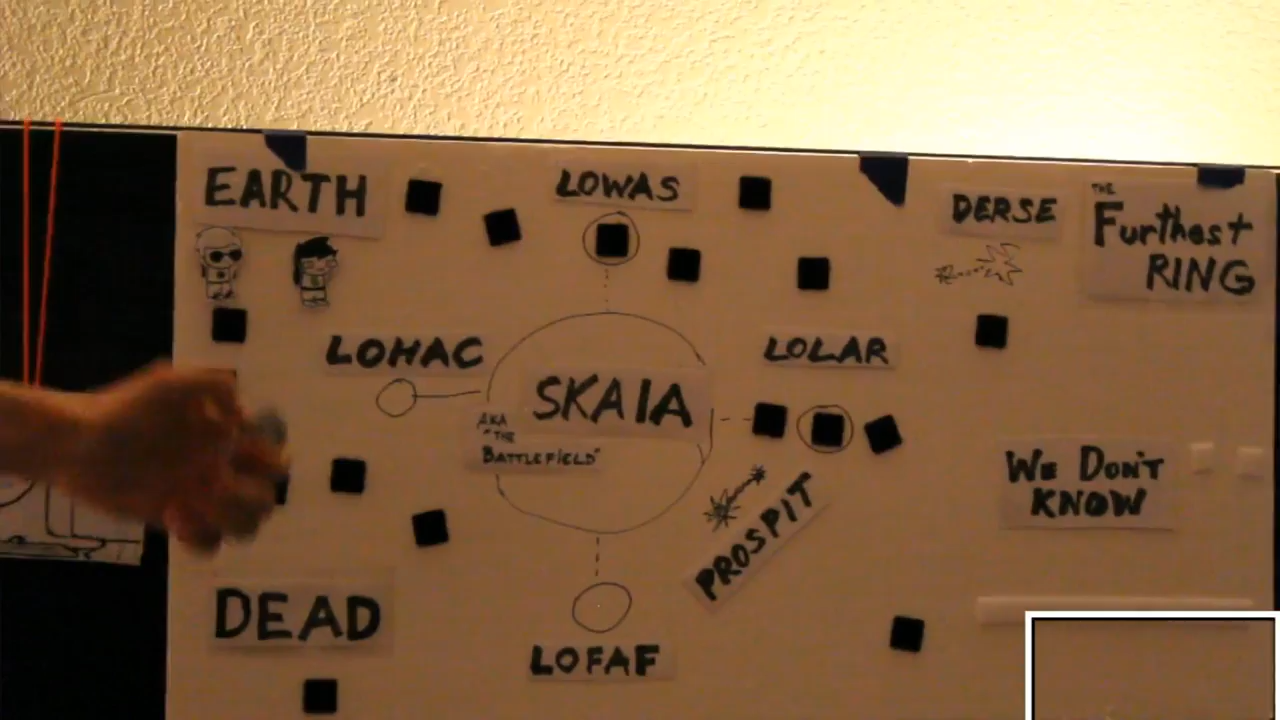 EARTH
LOWAS
DERSE
THE
Furthest
RING
LOHAC
LOLAR
SKAIA
AKA
"THE
BATTLEFIELD"
WE DON'T
KNOW
PROSPIT
DEAD
LOFAF